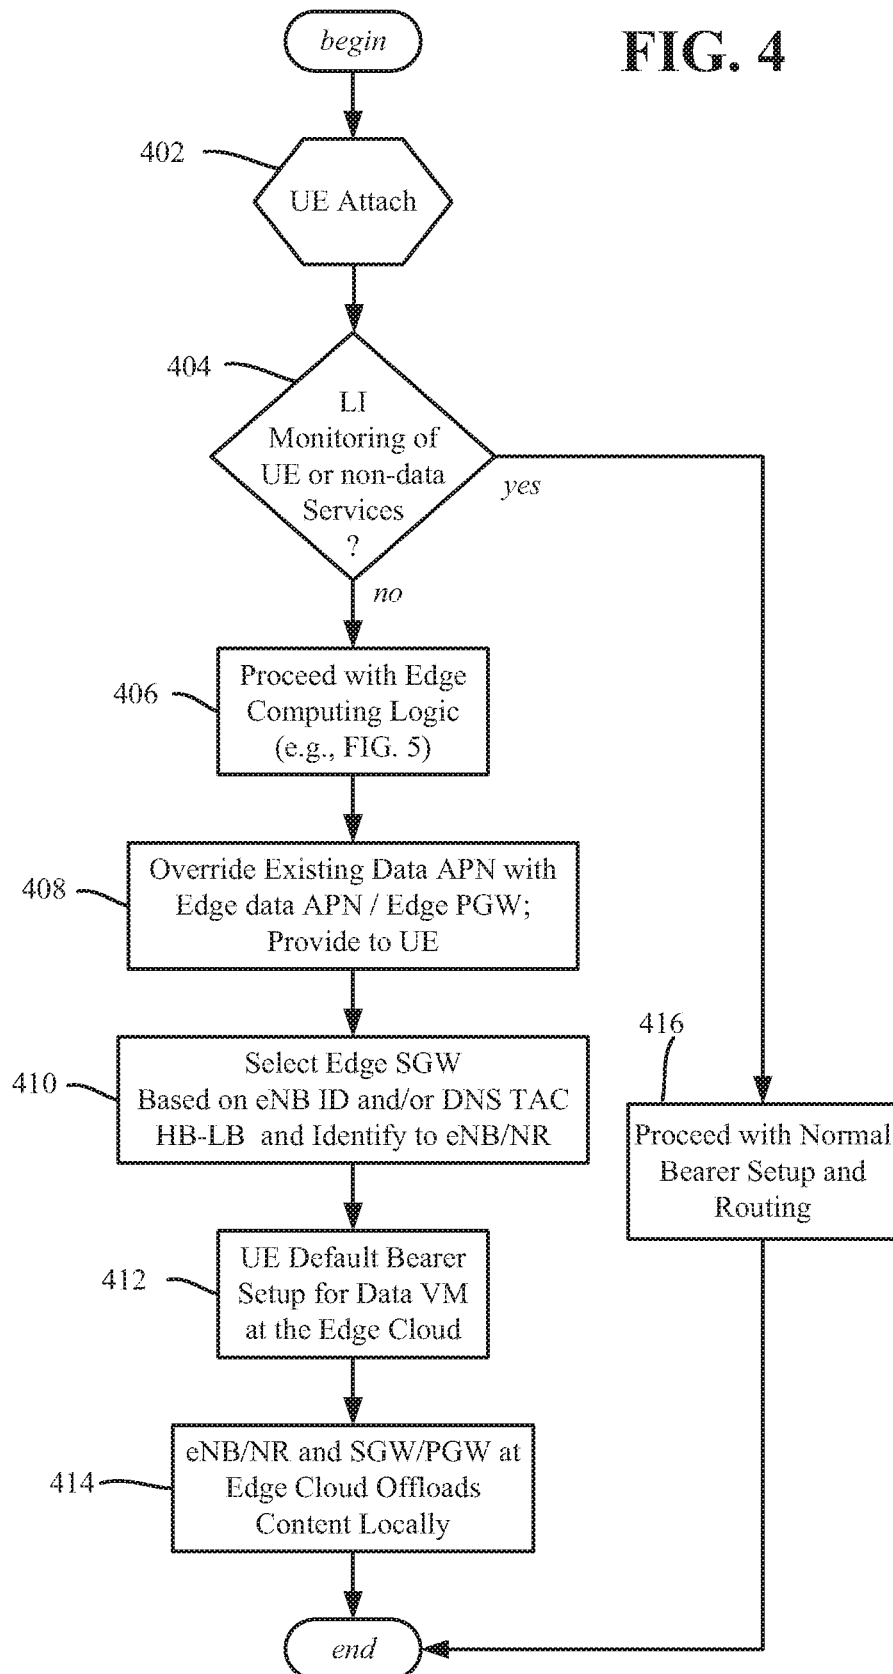 begin
FIG. 4
402
UE Attach
404
LI
Monitoring of
UE or non-data
Services
?
yes
no
406
Proceed with Edge
Computing Logic
(e.g., FIG. 5)
408
Override Existing Data APN with
Edge data APN / Edge PGW;
Provide to UE
410
Select Edge SGW
Based on eNB ID and/or DNS TAC
HB-LB and Identify to eNB/NR
416
Proceed with Normal
Bearer Setup and
Routing
412
UE Default Bearer
Setup for Data VM
at the Edge Cloud
414
eNB/NR and SGW/PGW at
Edge Cloud Offloads
Content Locally
end